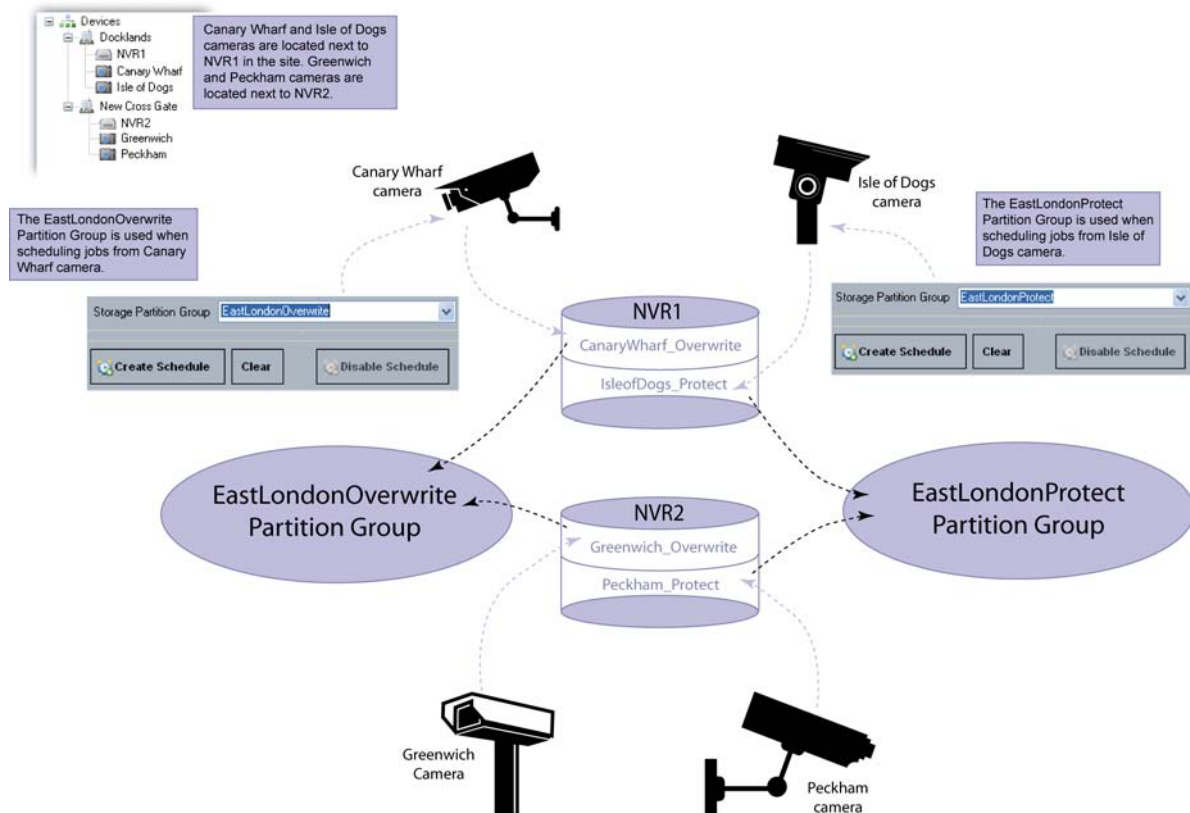 Devices
Docklands
NVR1
Canary Wharf
Isle of Dogs
New Cross Gate
NVR2
Greenwich
Peckham
Canary Wharf and Isle of Dogs
cameras are located next to
NVR1 in the site. Greenwich
and Peckham cameras are
located next to NVR2.
Canary Wharf
camera
Isle of Dogs
camera
The EastLondonOverwrite
Partition Group is used when
scheduling jobs from Canary
Wharf camera.
The EastLondonProtect
Partition Group is used when
scheduling jobs from Isle of
Dogs camera.
Storage Partition Group EastLondonOverwrite
Create Schedule Clear Disable Schedule
Storage Partition Group EastLondonProtect
Create Schedule Clear Disable Schedule
NVR1
CanaryWharf_Overwrite
IsleofDogs_Protect
EastLondonOverwrite
Partition Group
EastLondonProtect
Partition Group
NVR2
Greenwich_Overwrite
Peckham_Protect
Greenwich
Camera
Peckham
camera